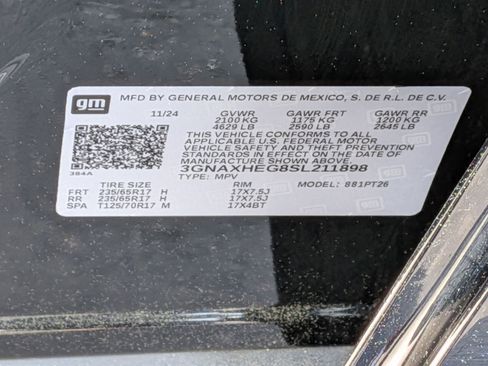 gm MFD BY GENERAL MOTORS DE MEXICO, S. DE R.L. DE C.V.
11/24 GVWR GAWR FRT GAWR RR
2100 KG 1175 KG 1200 KG
4629 LB 2590 LB 2645 LB
THIS VEHICLE CONFORMS TO ALL
APPLICABLE U.S. FEDERAL MOTOR
VEHICLE SAFETY AND THEFT PREVENTION
STANDARDS IN EFFECT ON THE DATE OF
MANUFACTURE SHOWN ABOVE.
3GNAXHEG8SL211898
384A TYPE: MPV MODEL: 881PT26
TIRE SIZE RIM
FRT 235/65R17 H 17X7.5J
RR 235/65R17 H 17X7.5J
SPA T125/70R17 M 17X4BT